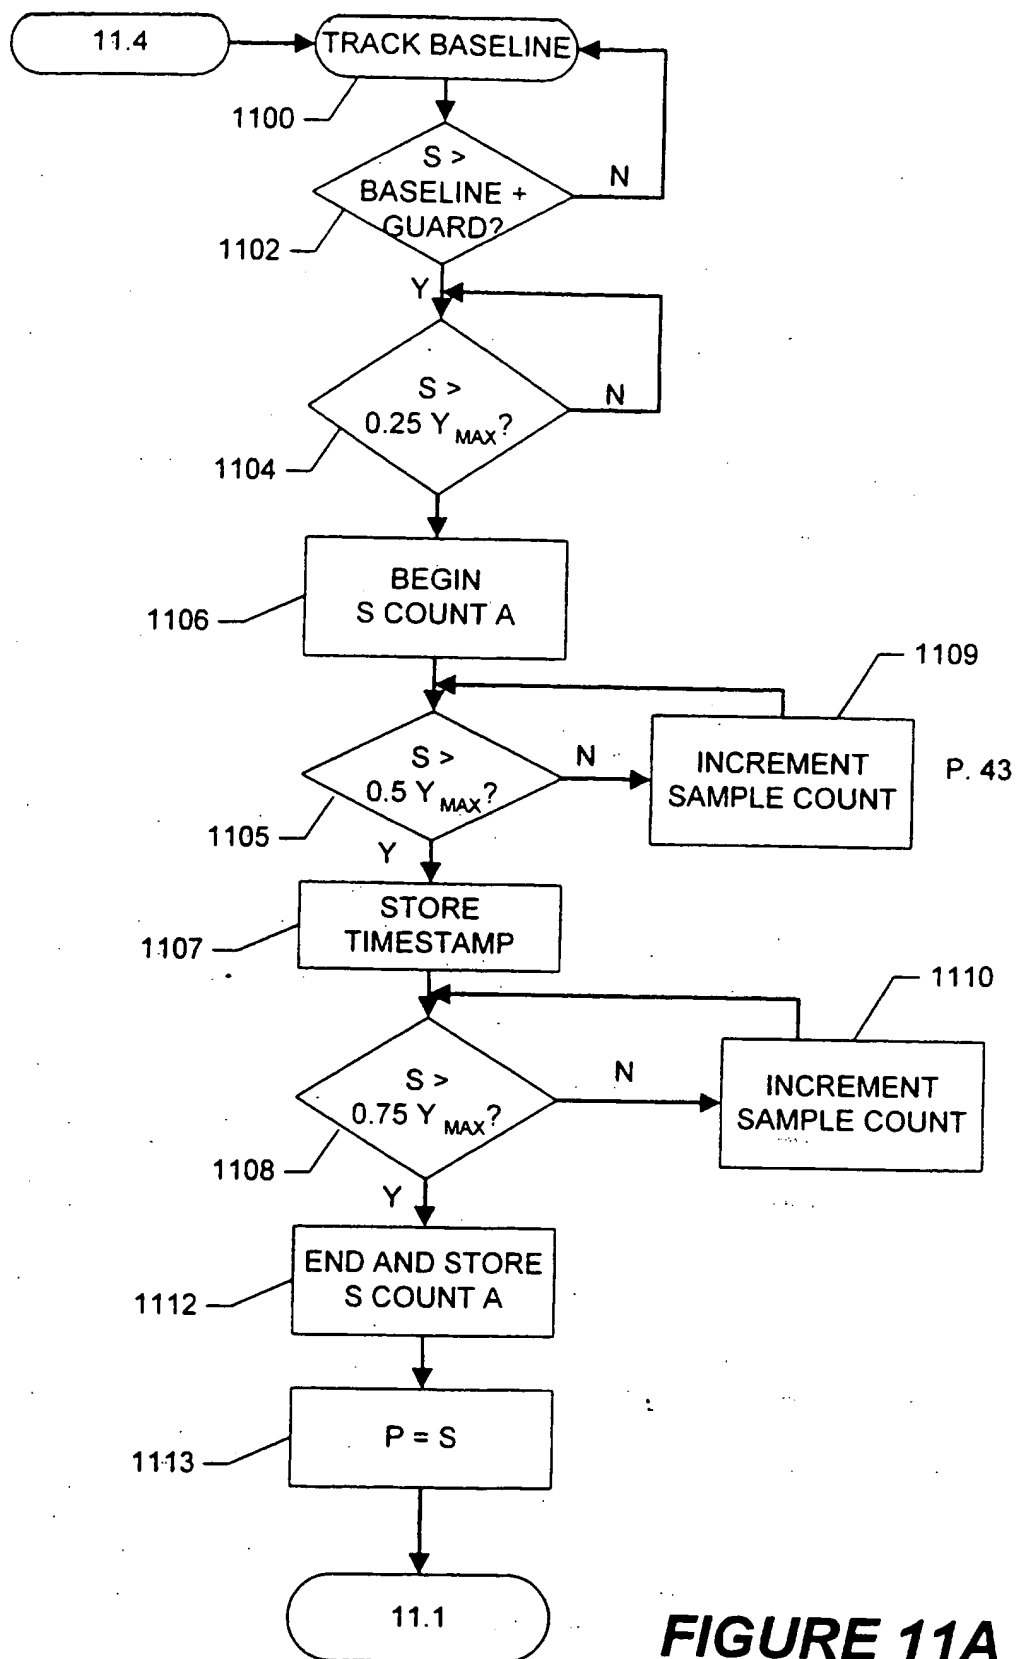 11.4
TRACK BASELINE
1100
S >
BASELINE +
GUARD?
N
1102
Y
S >
0.25 Y MAX?
N
1104
BEGIN
S COUNT A
1106
1109
S >
0.5 Y MAX?
N
INCREMENT
SAMPLE COUNT
P. 43
1105
Y
STORE
TIMESTAMP
1107
1110
S >
0.75 Y MAX?
N
INCREMENT
SAMPLE COUNT
1108
Y
END AND STORE
S COUNT A
1112
P = S
1113
11.1
FIGURE 11A